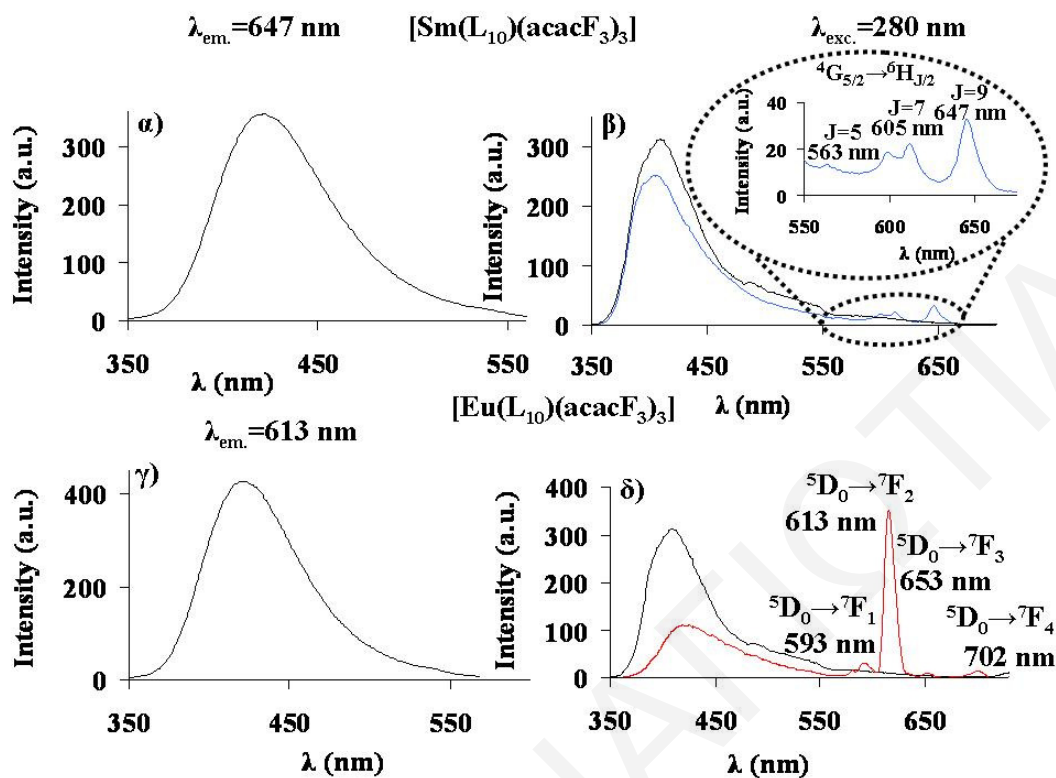 λem.=647 nm [Sm(L10)(acacF3)3] λexc.=280 nm
α)
Intensity (a.u.)
300
200
100
0
350 450 550
λ (nm)
β)
Intensity (a.u.)
300
200
100
0
350 450 550 650
λ (nm)
4G5/2→6HJ/2
J=9
647 nm
J=7
605 nm
J=5
563 nm
Intensity (a.u.)
40
20
0
550 600 650
λ (nm)
[Eu(L10)(acacF3)3]
λem.=613 nm
γ)
Intensity (a.u.)
400
200
0
350 450 550
λ (nm)
δ)
Intensity (a.u.)
400
300
200
100
0
350 450 550 650
λ (nm)
5D0→7F2
613 nm
5D0→7F3
653 nm
5D0→7F1
593 nm
5D0→7F4
702 nm